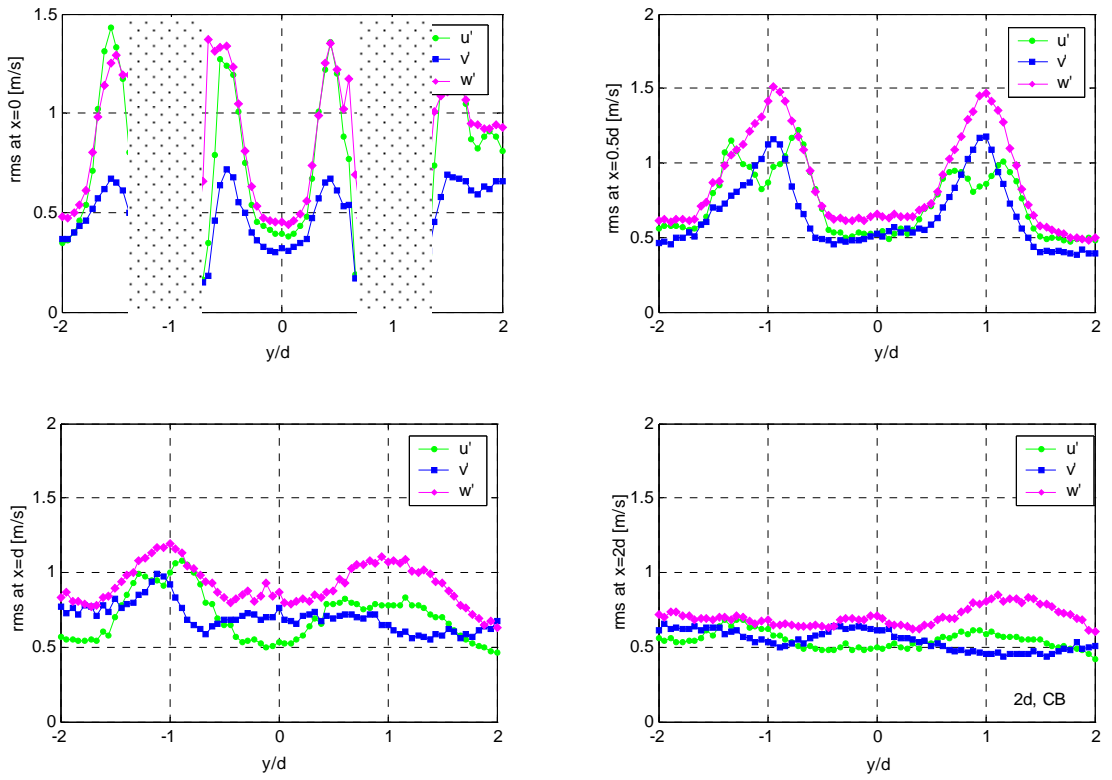 rms at x=0 [m/s]
1.5
1
0.5
0
-2 -1 0 1 2
y/d
u'
v'
w'
rms at x=0.5d [m/s]
2
1.5
1
0.5
0
-2 -1 0 1 2
y/d
u'
v'
w'
rms at x=d [m/s]
2
1.5
1
0.5
0
-2 -1 0 1 2
y/d
u'
v'
w'
rms at x=2d [m/s]
2
1.5
1
0.5
0
-2 -1 0 1 2
y/d
u'
v'
w'
2d, CB